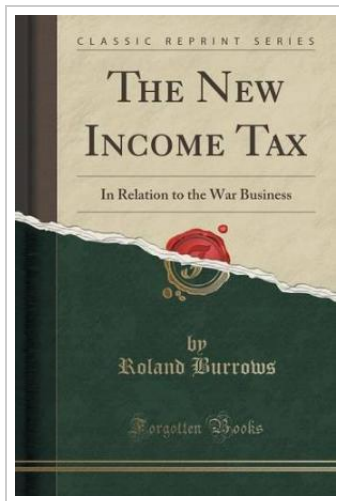 CLASSIC REPRINT SERIES
THE NEW
INCOME TAX
In Relation to the War Business
F
by
Roland Burrows
Forgotten Books